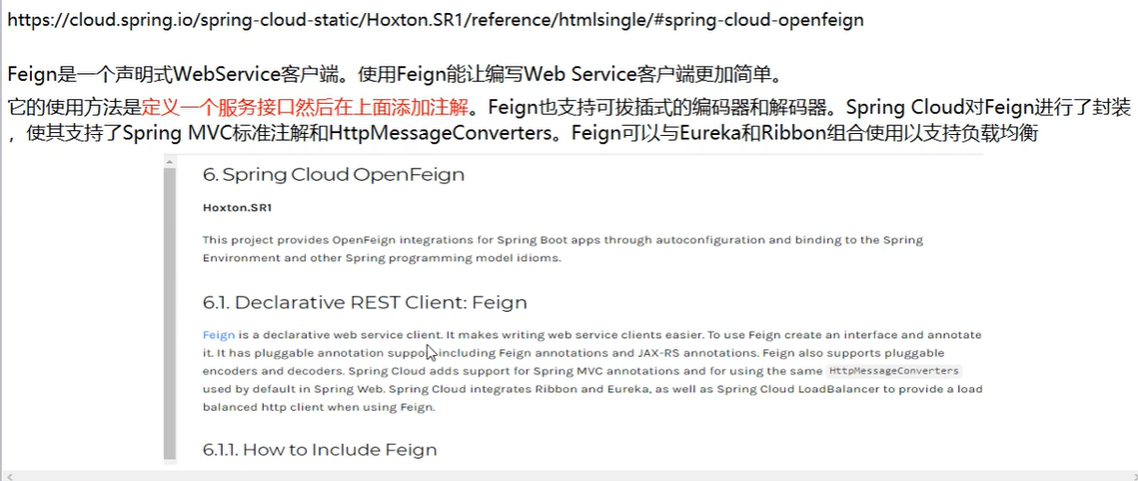 https://cloud.spring.io/spring-cloud-static/Hoxton.SR1/reference/htmlsingle/#spring-cloud-openfeign
Feign是一个声明式WebService客户端。使用Feign能让编写Web Service客户端更加简单。
它的使用方法是定义一个服务接口然后在上面添加注解。Feign也支持可拔插式的编码器和解码器。Spring Cloud对Feign进行了封装
，使其支持了Spring MVC标准注解和HttpMessageConverters。Feign可以与Eureka和Ribbon组合使用以支持负载均衡
6. Spring Cloud OpenFeign
Hoxton.SR1
This project provides OpenFeign integrations for Spring Boot apps through autoconfiguration and binding to the Spring
Environment and other Spring programming model idioms.
6.1. Declarative REST Client: Feign
Feign is a declarative web service client. It makes writing web service clients easier. To use Feign create an interface and annotate
it. It has pluggable annotation support including Feign annotations and JAX-RS annotations. Feign also supports pluggable
encoders and decoders. Spring Cloud adds support for Spring MVC annotations and for using the same HttpMessageConverters
used by default in Spring Web. Spring Cloud integrates Ribbon and Eureka, as well as Spring Cloud LoadBalancer to provide a load
balanced http client when using Feign.
6.1.1. How to Include Feign